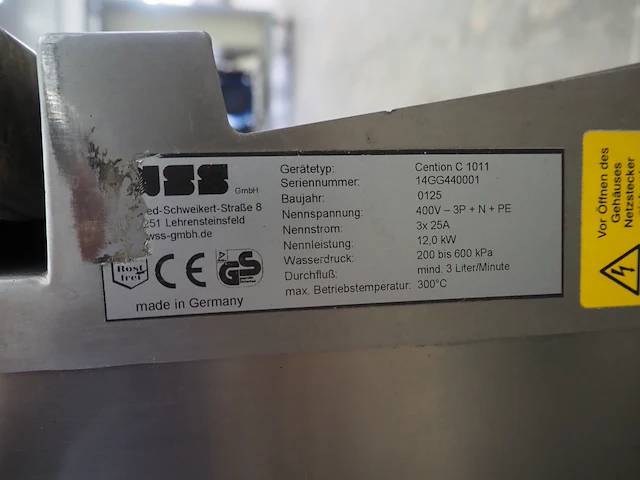 USS GmbH
ed-Schweikert-Straße 8
251 Lehrensteinsfeld
wss-gmbh.de
Rost
frei
CE
GS
made in Germany
Gerätetyp: Cention C 1011
Seriennummer: 14GG440001
Baujahr: 0125
Nennspannung: 400V – 3P + N + PE
Nennstrom: 3x 25A
Nennleistung: 12,0 kW
Wasserdruck: 200 bis 600 kPa
Durchfluß: mind. 3 Liter/Minute
max. Betriebstemperatur: 300°C
Vor Öffnen des
Gehäuses
Netzstecker